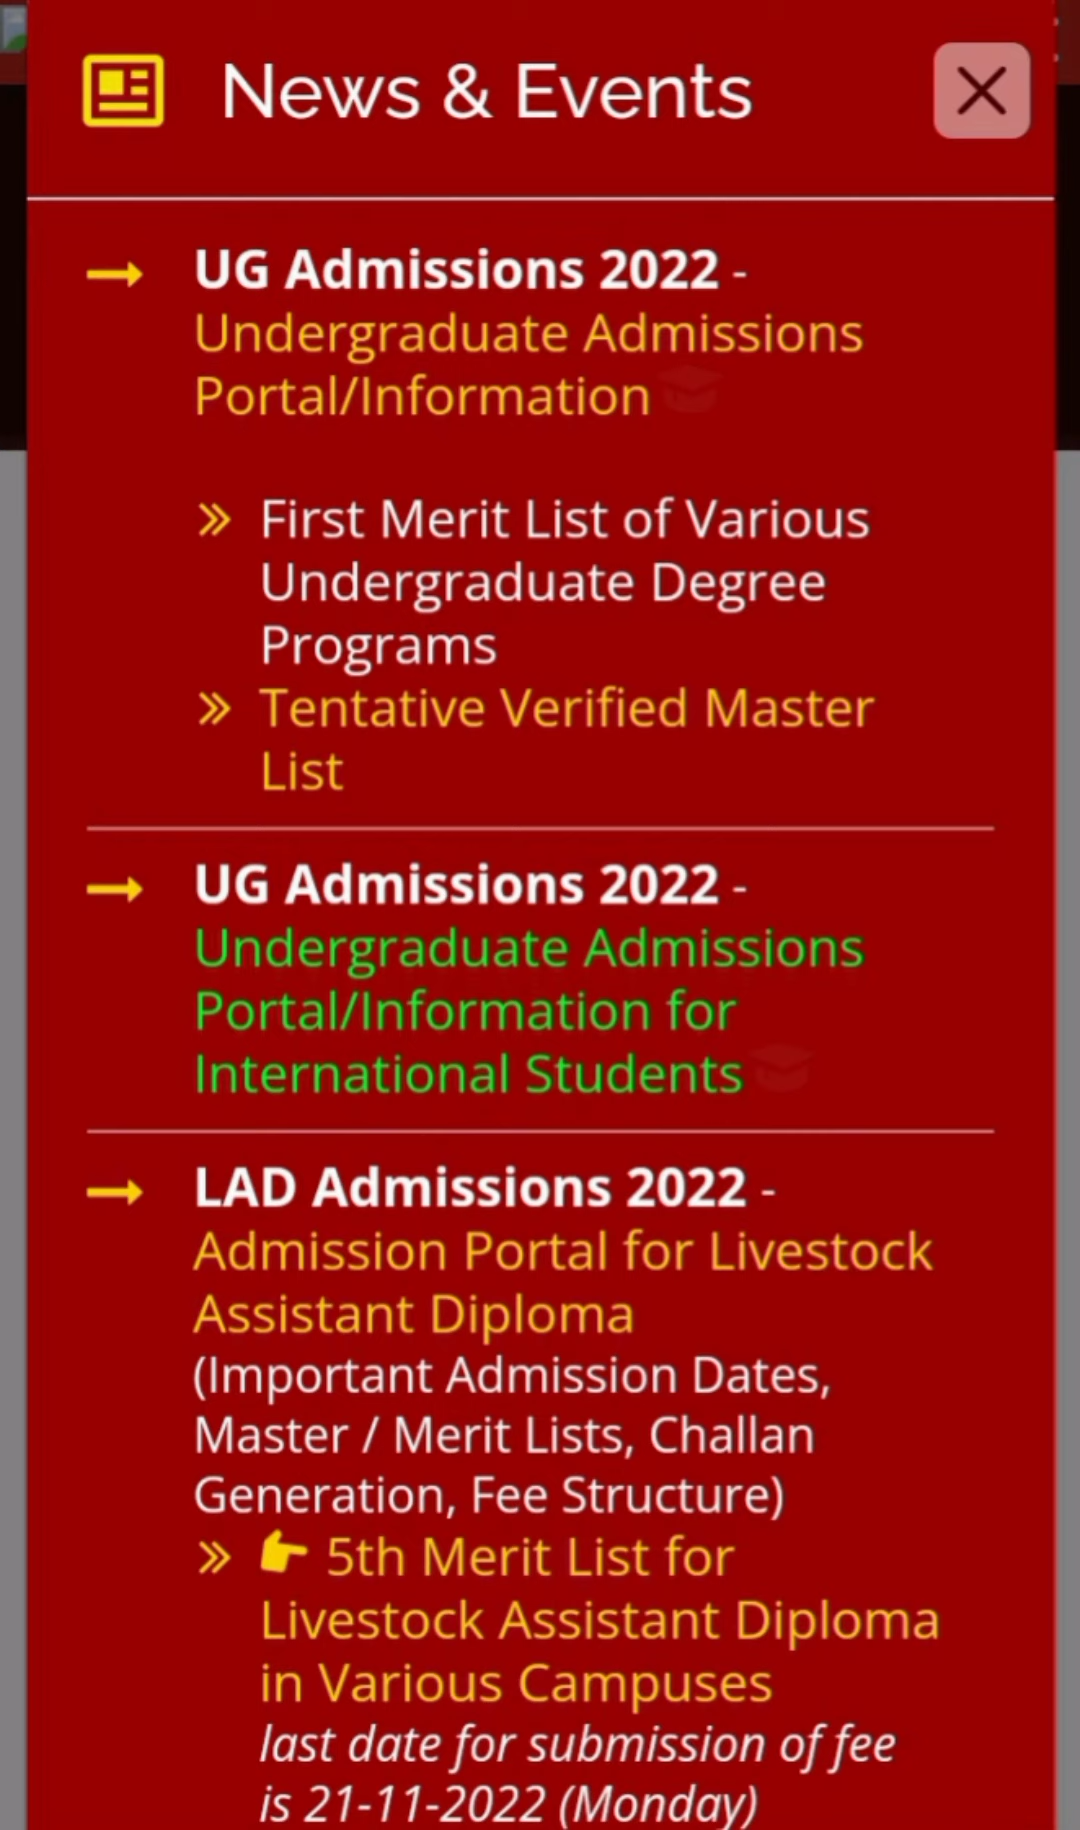 News & Events
UG Admissions 2022 -
Undergraduate Admissions
Portal/Information
» First Merit List of Various
Undergraduate Degree
Programs
» Tentative Verified Master
List
UG Admissions 2022 -
Undergraduate Admissions
Portal/Information for
International Students
LAD Admissions 2022 -
Admission Portal for Livestock
Assistant Diploma
(Important Admission Dates,
Master / Merit Lists, Challan
Generation, Fee Structure)
» 5th Merit List for
Livestock Assistant Diploma
in Various Campuses
last date for submission of fee
is 21-11-2022 (Monday)